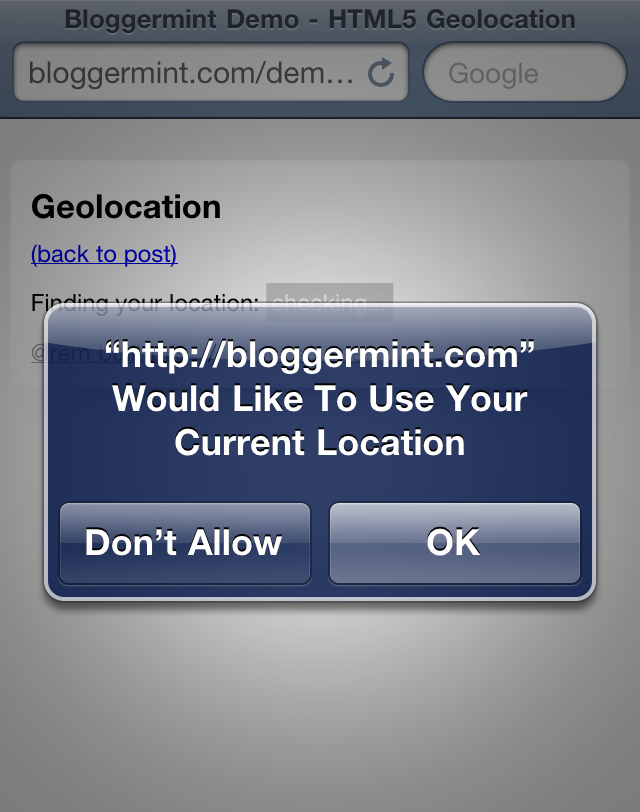 Bloggermint Demo - HTML5 Geolocation
bloggermint.com/dem...
Google
Geolocation
(back to post)
Finding your location: checking...
@rem
“http://bloggermint.com”
Would Like To Use Your
Current Location
Don’t Allow
OK